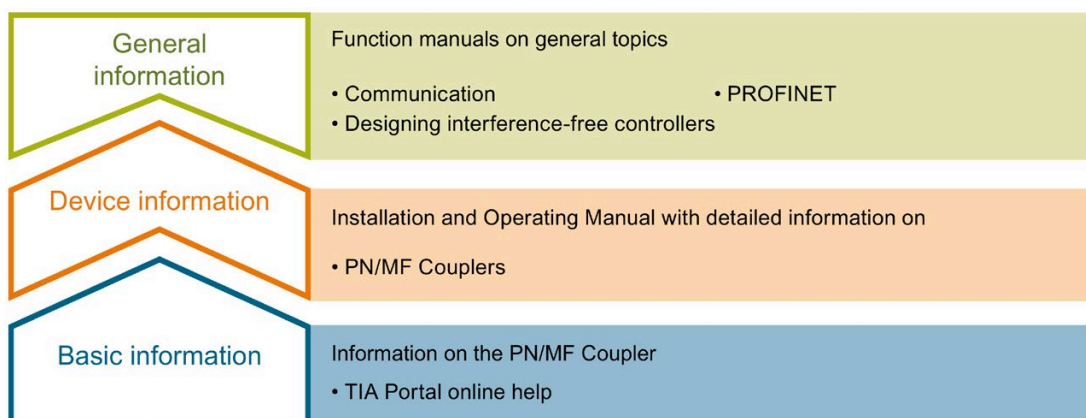 General
information
Function manuals on general topics
• Communication • PROFINET
• Designing interference-free controllers
Device information
Installation and Operating Manual with detailed information on
• PN/MF Couplers
Basic information
Information on the PN/MF Coupler
• TIA Portal online help